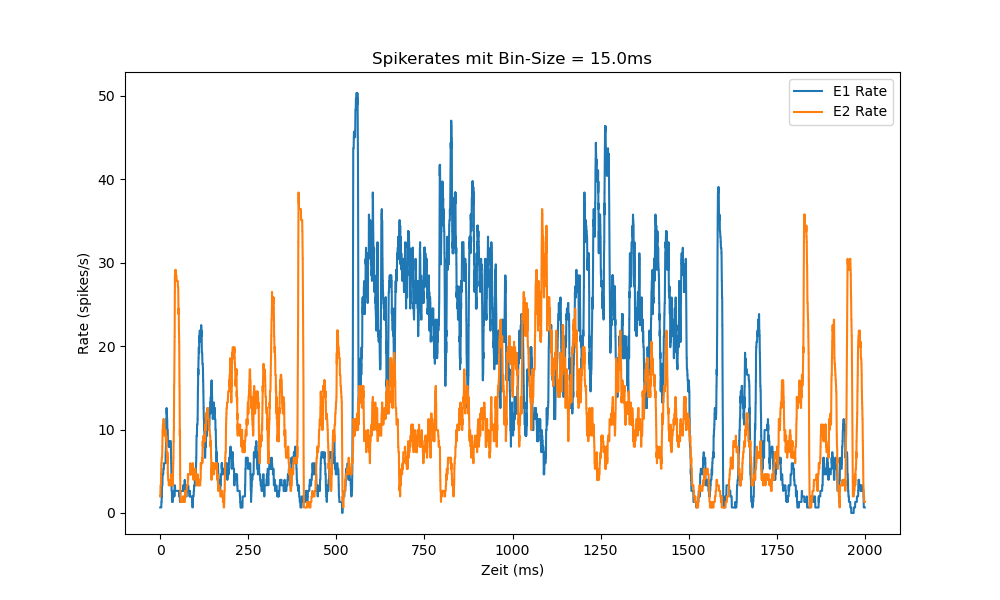 Spikerates mit Bin-Size = 15.0ms
E1 Rate
E2 Rate
Rate (spikes/s)
50
40
30
20
10
0
0 250 500 750 1000 1250 1500 1750 2000
Zeit (ms)